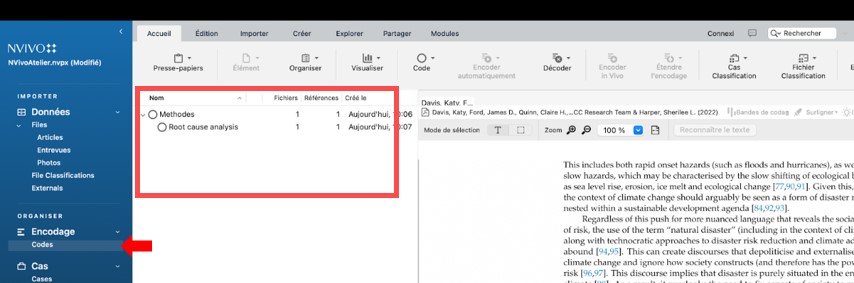 Accueil Édition Importer Créer Explorer Partager Modules Connexi Rechercher
NVIVO
NVivoAtelier.nvpx (Modifié)
Presse-papiers Élément Organiser Visualiser Code Encoder automatiquement Décoder Encoder in Vivo Étendre l'encodage Cas Classification Fichier Classification
IMPORTER
Données
Files
Articles
Entrevues
Photos
File Classifications
Externals
ORGANISER
Encodage
Codes
Cas
Cases
Nom Fichiers Références Créé le
Methodes 1 1 Aujourd'hui, 10:06
Root cause analysis 1 1 Aujourd'hui, 10:07
Davis, Katy, F...
Davis, Katy, Ford, James D., Quinn, Claire H.,...CC Research Team & Harper, Sherilee I.. (2022) Surligner
Mode de sélection T Zoom 100 % Reconnaître le texte
This includes both rapid onset hazards (such as floods and hurricanes), as we
slow hazards, which may be characterised by the slow shifting of ecological b
as sea level rise, erosion, ice melt and ecological change [77,90,91]. Given this,
the context of climate change should arguably be seen as a form of disaster r
nested within a sustainable development agenda [84,92,93].
Regardless of this push for more nuanced language that reveals the socia
of risk, the use of the term "natural disaster" (including in the context of cli
along with technocratic approaches to disaster risk reduction and climate ad
abound [94,95]. This can create discourses that depoliticise and externalise
climate change and ignore how society constructs (and therefore has the pow
risk [96,97]. This discourse implies that disaster is purely situated in the en